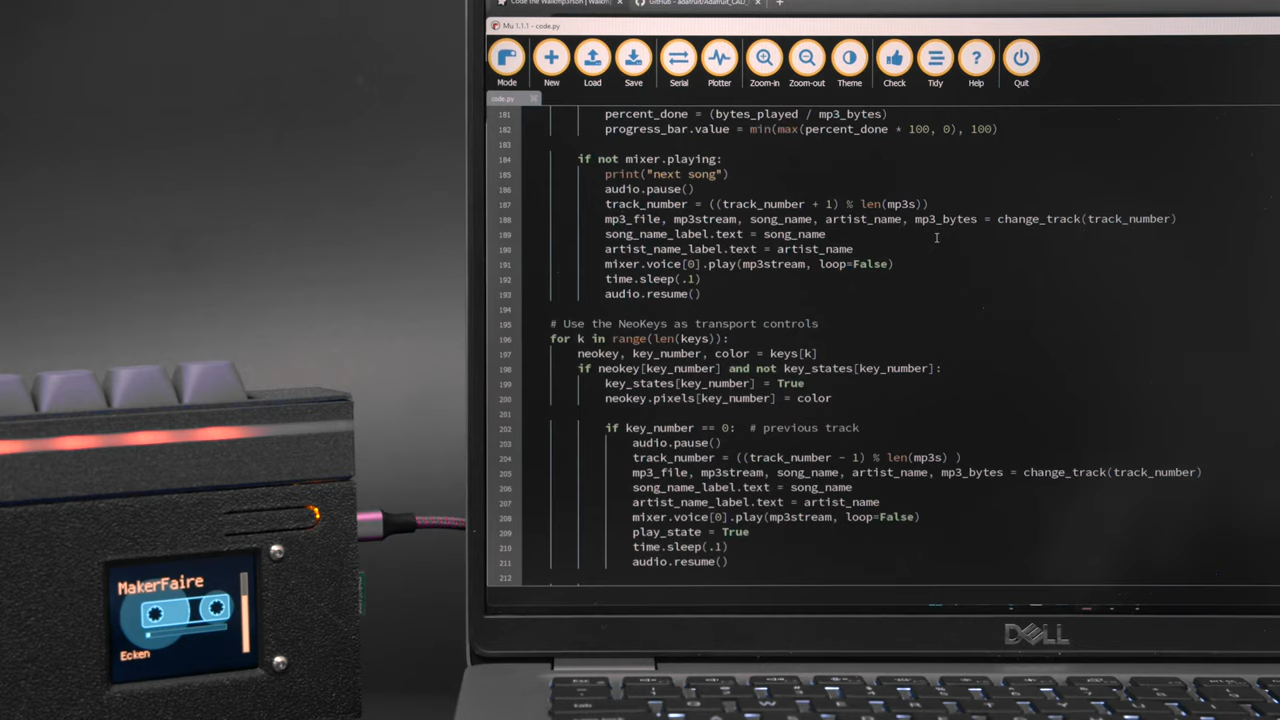 Code the Walkmp3rson | Walkm
GitHub - adafruit/Adafruit_CAD_
Mu 1.1.1 - code.py
Mode New Load Save Serial Plotter Zoom-in Zoom-out Theme Check Tidy Help Quit
code.py
181 percent_done = (bytes_played / mp3_bytes)
182 progress_bar.value = min(max(percent_done * 100, 0), 100)
183
184 if not mixer.playing:
185 print("next song")
186 audio.pause()
187 track_number = ((track_number + 1) % len(mp3s))
188 mp3_file, mp3stream, song_name, artist_name, mp3_bytes = change_track(track_number)
189 song_name_label.text = song_name
190 artist_name_label.text = artist_name
191 mixer.voice[0].play(mp3stream, loop=False)
192 time.sleep(.1)
193 audio.resume()
194
195 # Use the NeoKeys as transport controls
196 for k in range(len(keys)):
197 neokey, key_number, color = keys[k]
198 if neokey[key_number] and not key_states[key_number]:
199 key_states[key_number] = True
200 neokey.pixels[key_number] = color
201
202 if key_number == 0: # previous track
203 audio.pause()
204 track_number = ((track_number - 1) % len(mp3s) )
205 mp3_file, mp3stream, song_name, artist_name, mp3_bytes = change_track(track_number)
206 song_name_label.text = song_name
207 artist_name_label.text = artist_name
208 mixer.voice[0].play(mp3stream, loop=False)
209 play_state = True
210 time.sleep(.1)
211 audio.resume()
212
MakerFaire
Ecken
DELL
Esc
tab